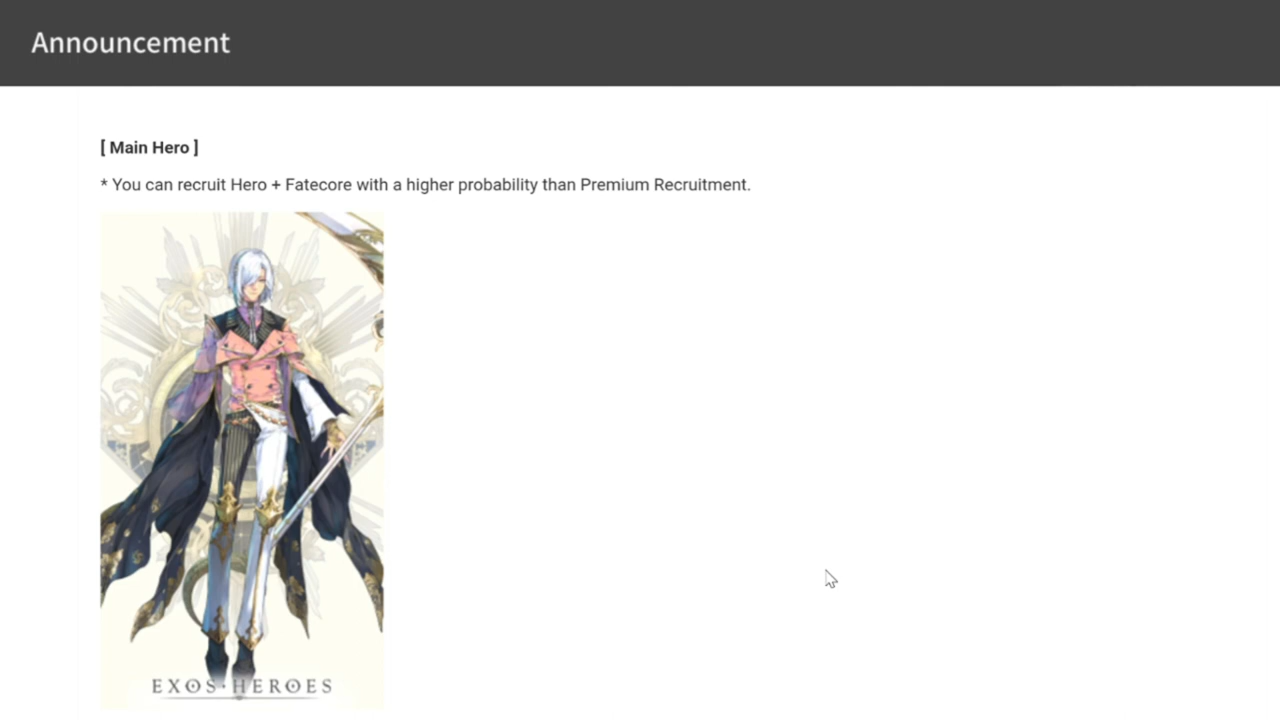 Announcement
[ Main Hero ]
* You can recruit Hero + Fatecore with a higher probability than Premium Recruitment.
EXOS·HEROES